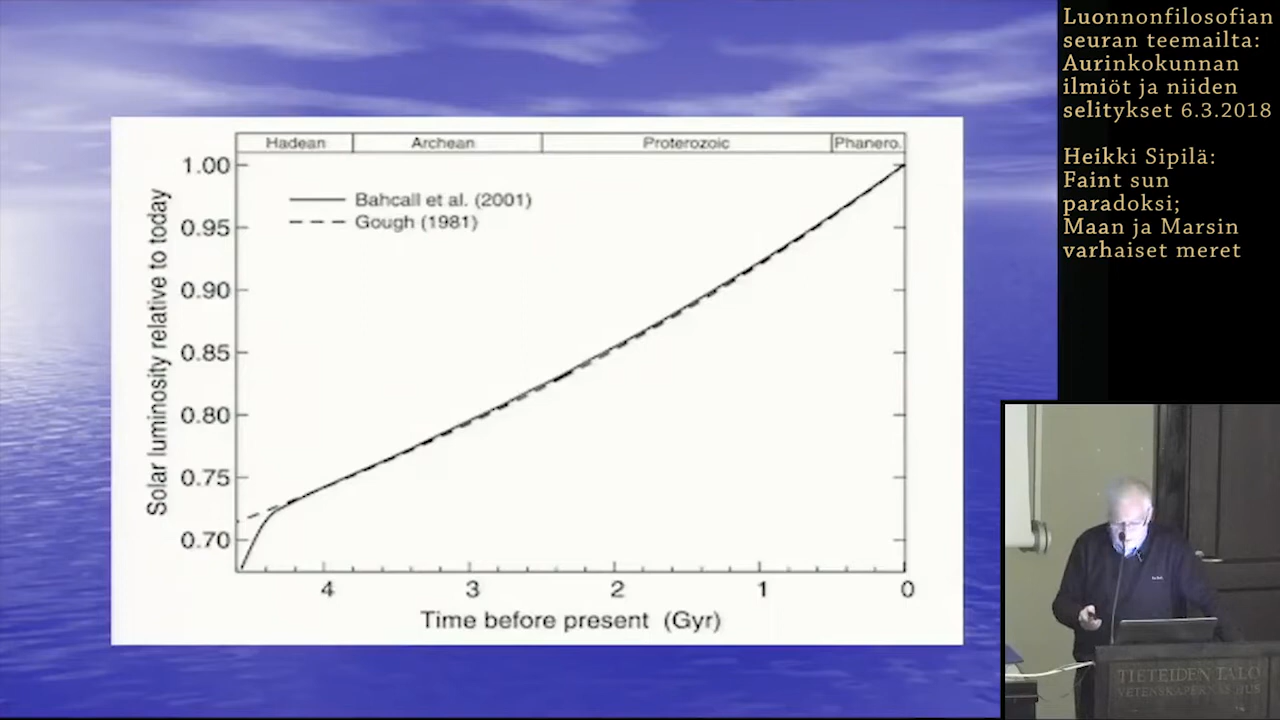 Luonnonfilosofian
seuran teemailta:
Aurinkokunnan
ilmiöt ja niiden
selitykset 6.3.2018
Heikki Sipilä:
Faint sun
paradoksi;
Maan ja Marsin
varhaiset meret
Hadean Archean Proterozoic Phanero.
Bahcall et al. (2001)
Gough (1981)
Solar luminosity relative to today
1.00
0.95
0.90
0.85
0.80
0.75
0.70
4 3 2 1 0
Time before present (Gyr)
TIETEIDEN TALO
VETENSKAPERNAS HUS